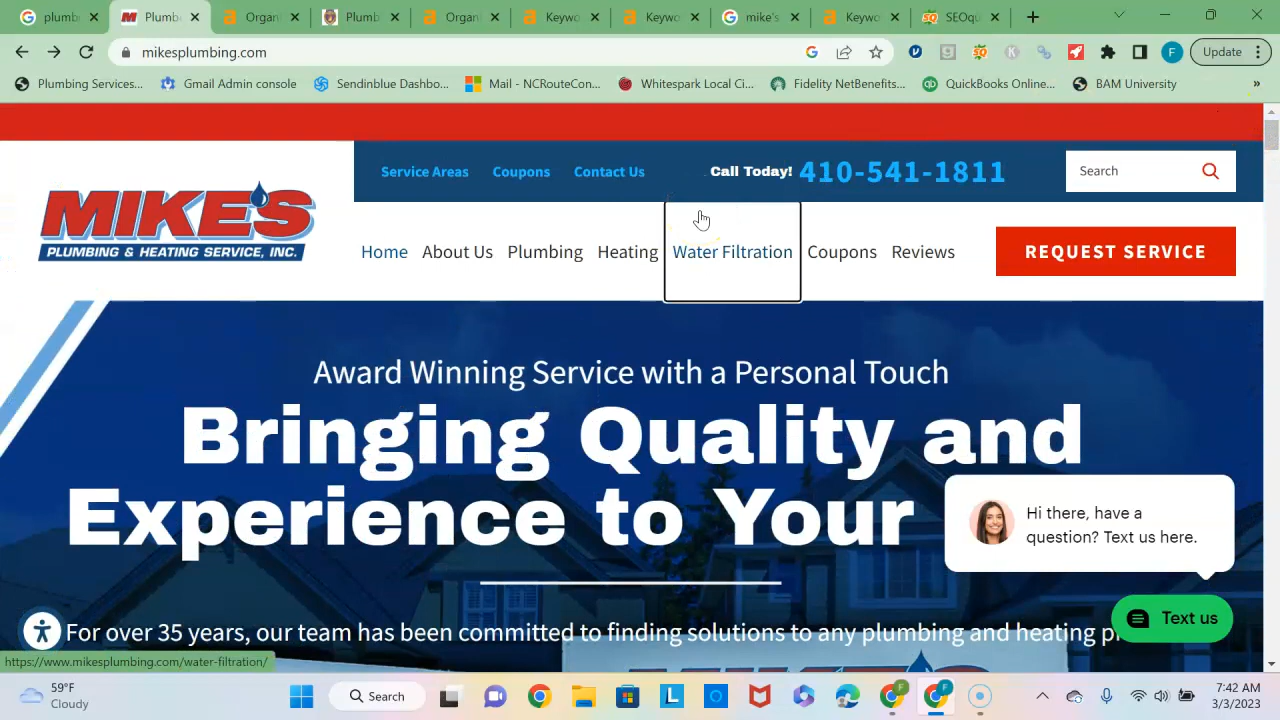 plumb
Plumb
Organ
Plumb
Organ
Keywo
Keywo
mike's
Keywo
SEOqu
mikesplumbing.com
Update
Plumbing Services...
Gmail Admin console
Sendinblue Dashbo...
Mail - NCRouteCon...
Whitespark Local Ci...
Fidelity NetBenefits...
QuickBooks Online...
BAM University
Service Areas
Coupons
Contact Us
Call Today! 410-541-1811
Search
MIKE'S
PLUMBING & HEATING SERVICE, INC.
Home
About Us
Plumbing
Heating
Water Filtration
Coupons
Reviews
REQUEST SERVICE
Award Winning Service with a Personal Touch
Bringing Quality and
Experience to Your
Hi there, have a
question? Text us here.
Text us
For over 35 years, our team has been committed to finding solutions to any plumbing and heating p
https://www.mikesplumbing.com/water-filtration/
59°F
Cloudy
Search
7:42 AM
3/3/2023